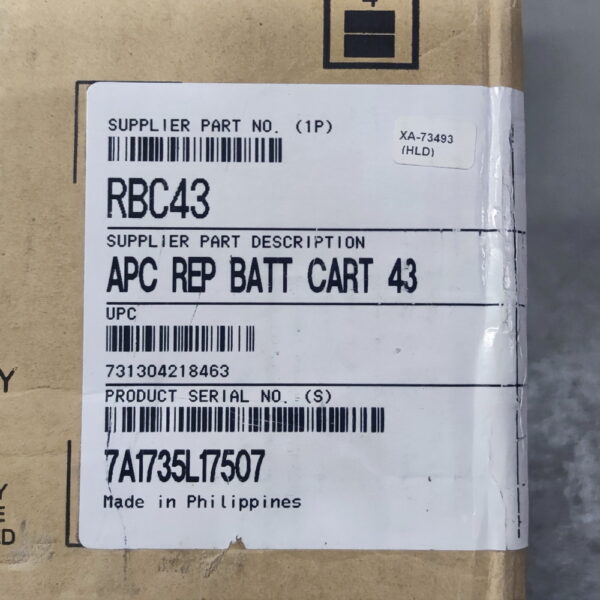 4
SUPPLIER PART NO. (1P)
XA-73493
(HLD)
RBC43
SUPPLIER PART DESCRIPTION
APC REP BATT CART 43
UPC
731304218463
PRODUCT SERIAL NO. (S)
7A1735L17507
Made in Philippines
Y
Y
E
D